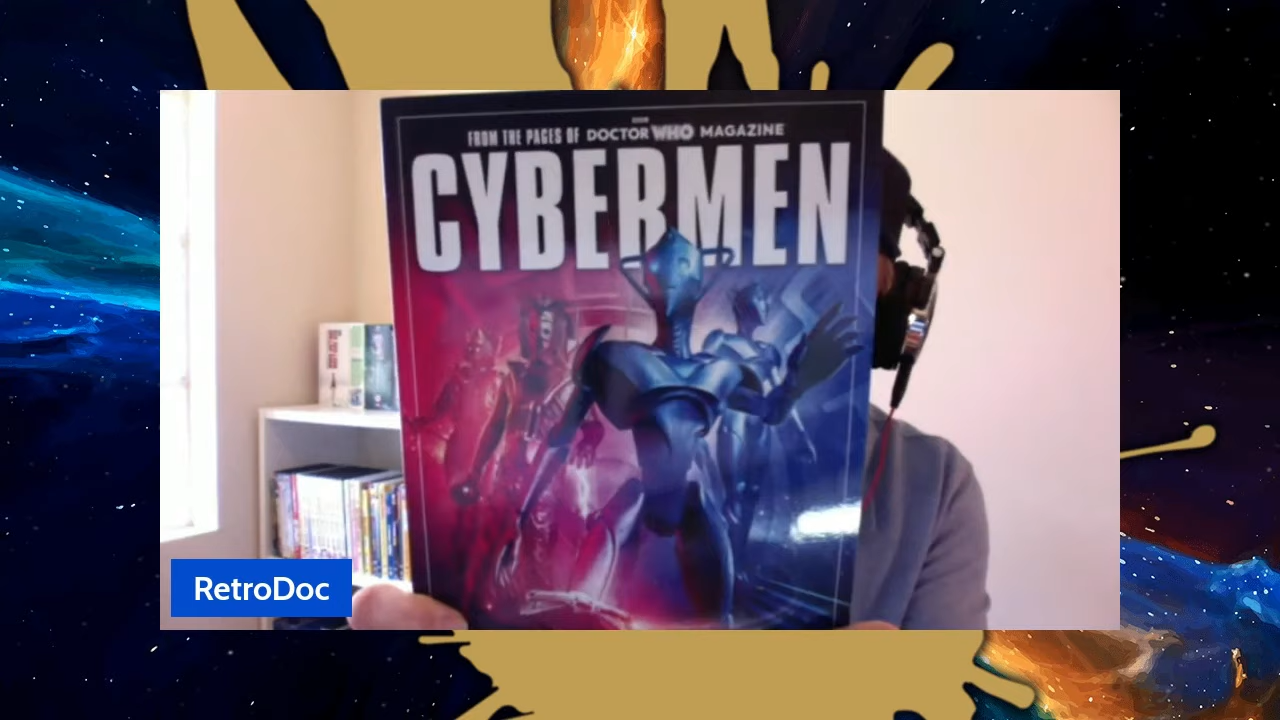 FROM THE PAGES OF DOCTOR WHO MAGAZINE
CYBERMEN
RetroDoc